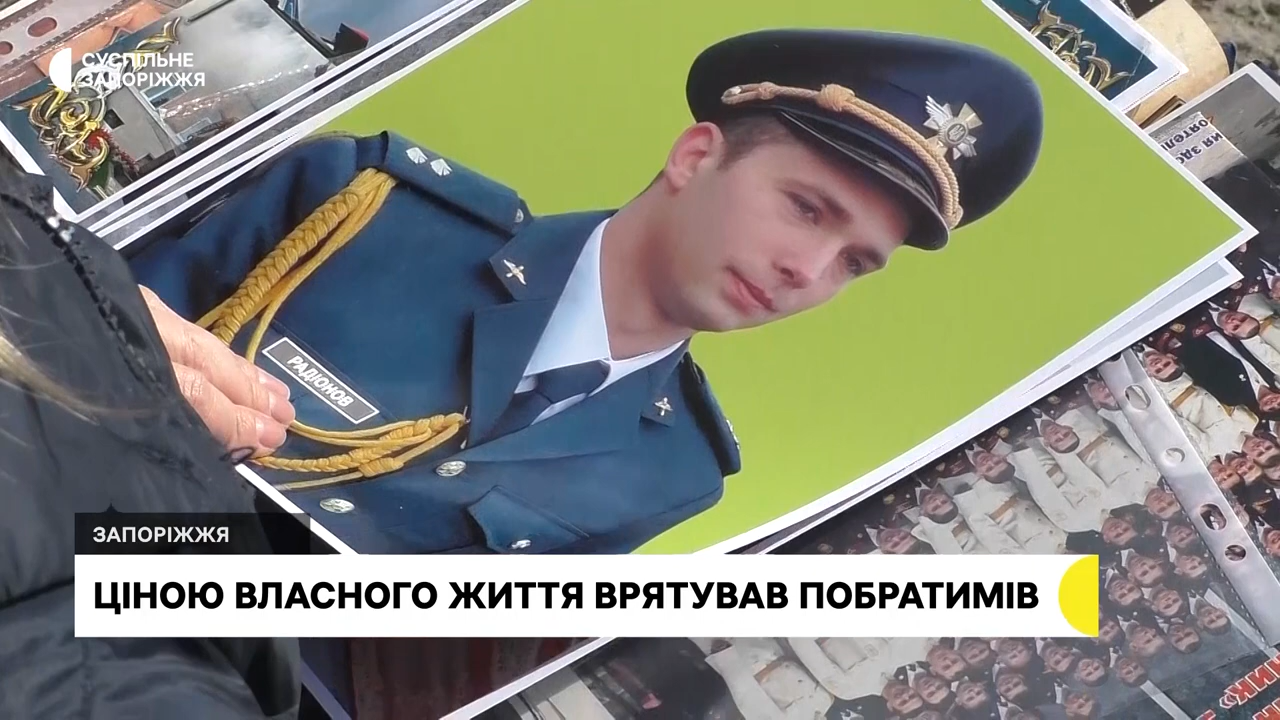 СУСПІЛЬНЕ
ЗАПОРІЖЖЯ
РАДІОНОВ
ЗАПОРІЖЖЯ
ЦІНОЮ ВЛАСНОГО ЖИТТЯ ВРЯТУВАВ ПОБРАТИМІВ